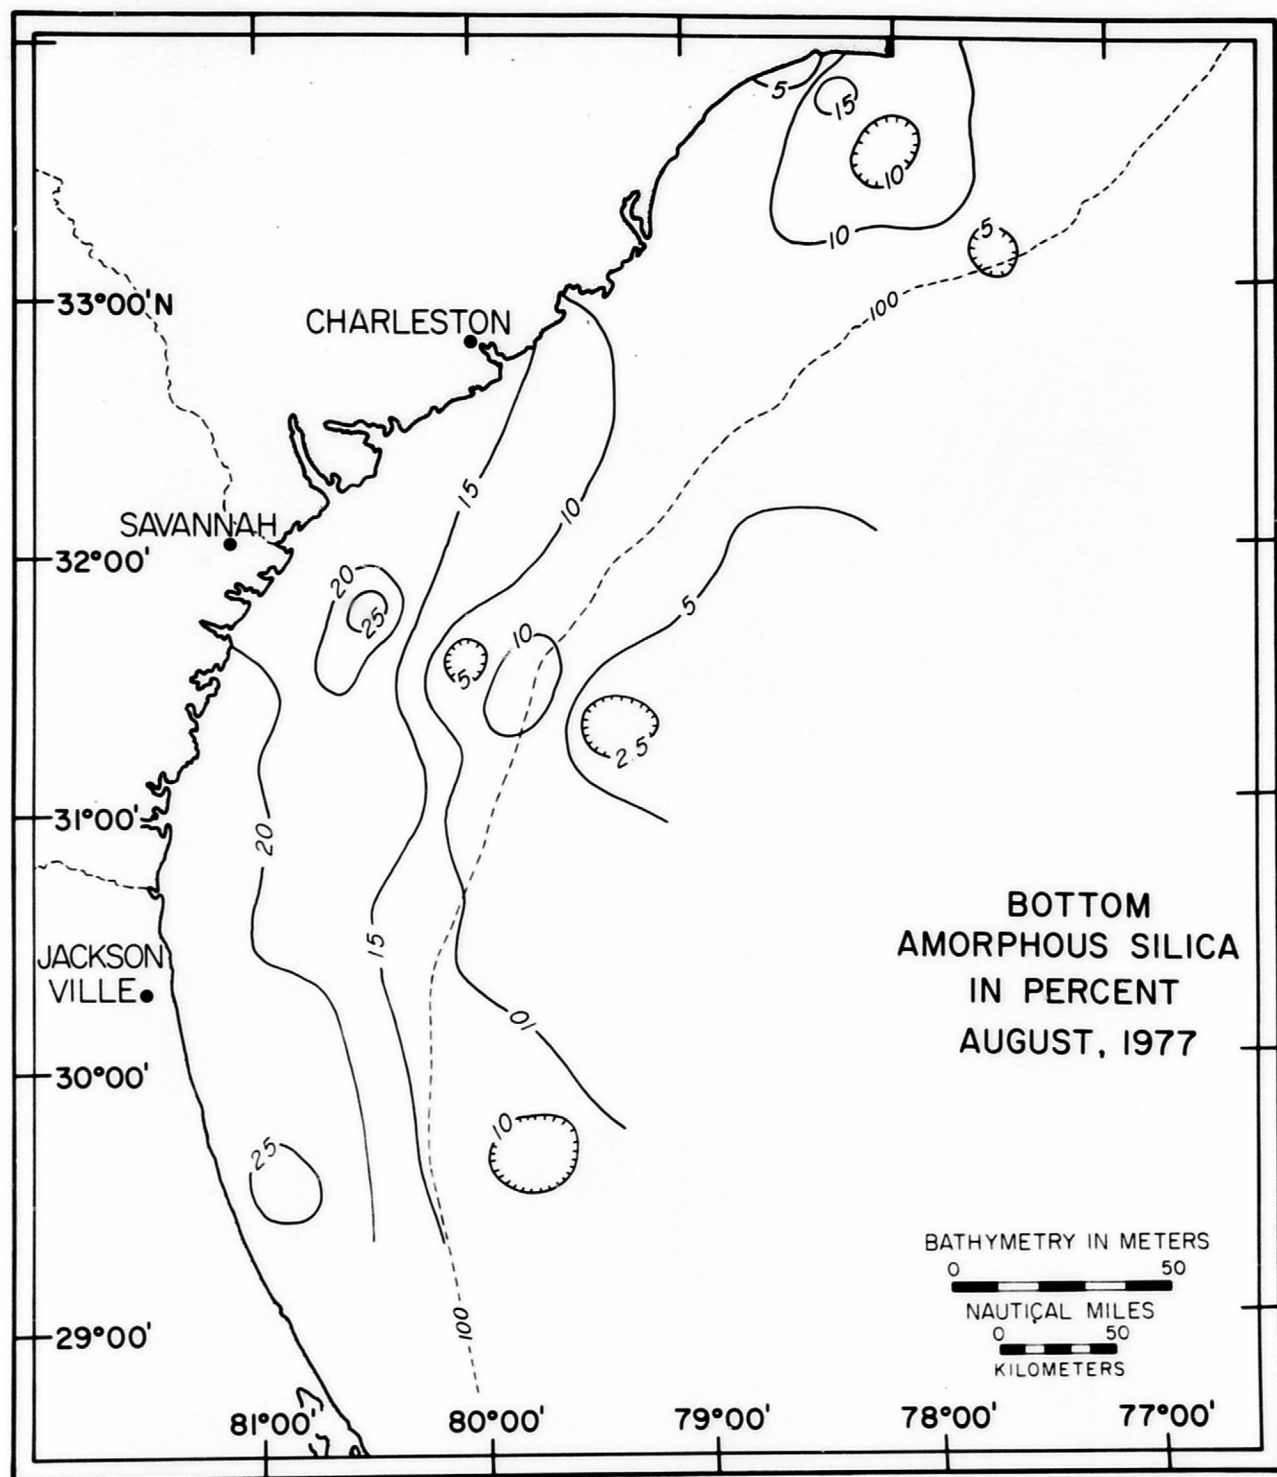 5
15
10
10
5
100
33°00'N
CHARLESTON
15
10
SAVANNAH
32°00'
20
25
5
10
5
2.5
31°00'
20
BOTTOM
AMORPHOUS SILICA
IN PERCENT
AUGUST, 1977
15
JACKSON
VILLE
10
30°00'
10
25
BATHYMETRY IN METERS
0 50
NAUTICAL MILES
0 50
KILOMETERS
100
29°00'
81°00' 80°00' 79°00' 78°00' 77°00'